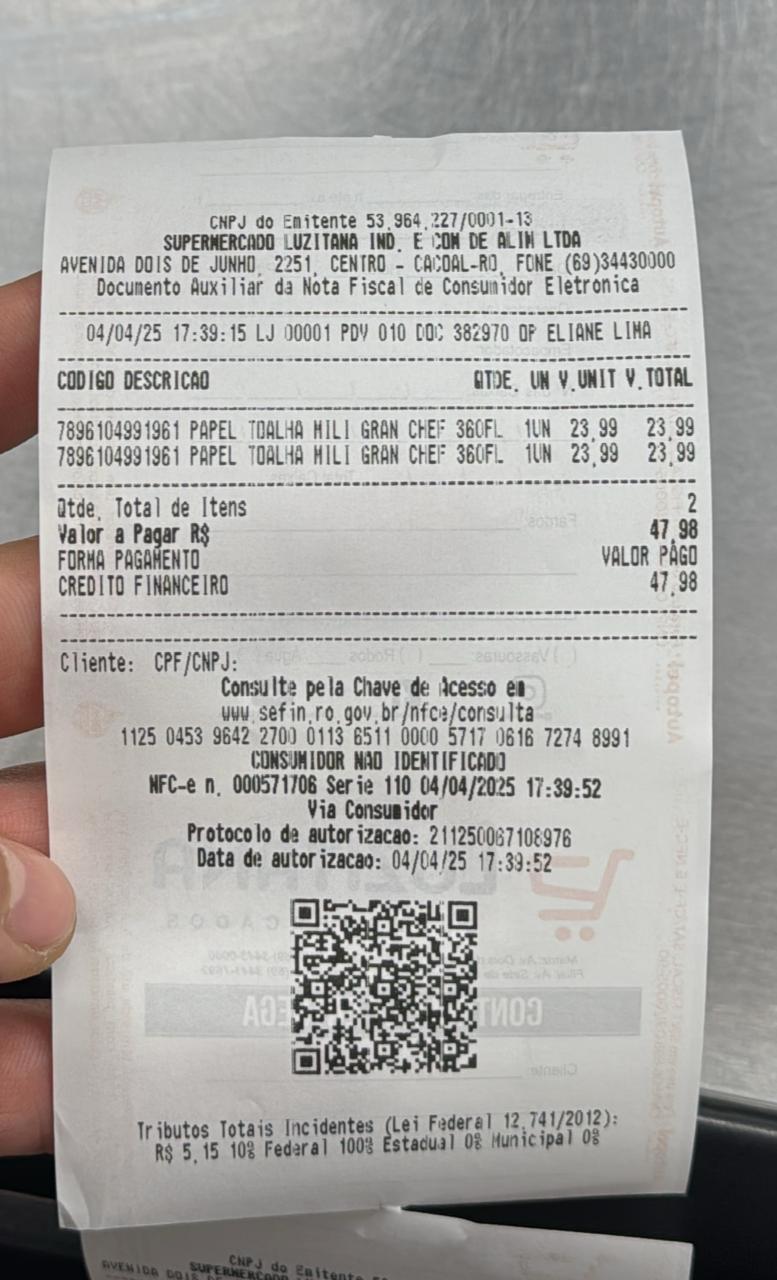 CNPJ do Emitente 53.964.227/0001-13
SUPERMERCADO LUZITANA IND. E COM DE ALIM LTDA
AVENIDA DOIS DE JUNHO, 2251, CENTRO - CACOAL-RO, FONE (69)34430000
Documento Auxiliar da Nota Fiscal de Consumidor Eletronica
04/04/25 17:39:15 LJ 00001 PDV 010 DOC 382970 OP ELIANE LIMA
CODIGO DESCRICAO QTDE. UN V.UNIT V.TOTAL
7896104991961 PAPEL TOALHA MILI GRAN CHEF 360FL 1UN 23,99 23,99
7896104991961 PAPEL TOALHA MILI GRAN CHEF 360FL 1UN 23,99 23,99
Qtde. Total de Itens 2
Valor a Pagar R$ 47,98
FORMA PAGAMENTO VALOR PAGO
CREDITO FINANCEIRO 47,98
Cliente: CPF/CNPJ:
Consulte pela Chave de Acesso em
www.sefin.ro.gov.br/nfce/consulta
1125 0453 9642 2700 0113 6511 0000 5717 0616 7274 8991
CONSUMIDOR NAO IDENTIFICADO
NFC-e n. 000571706 Serie 110 04/04/2025 17:39:52
Via Consumidor
Protocolo de autorizacao: 211250067108976
Data de autorizacao: 04/04/25 17:39:52
Tributos Totais Incidentes (Lei Federal 12.741/2012):
R$ 5,15 10% Federal 100% Estadual 0% Municipal 0%
CNPJ do Emitente
AVENIDA DOIS
SUPERMERCADO